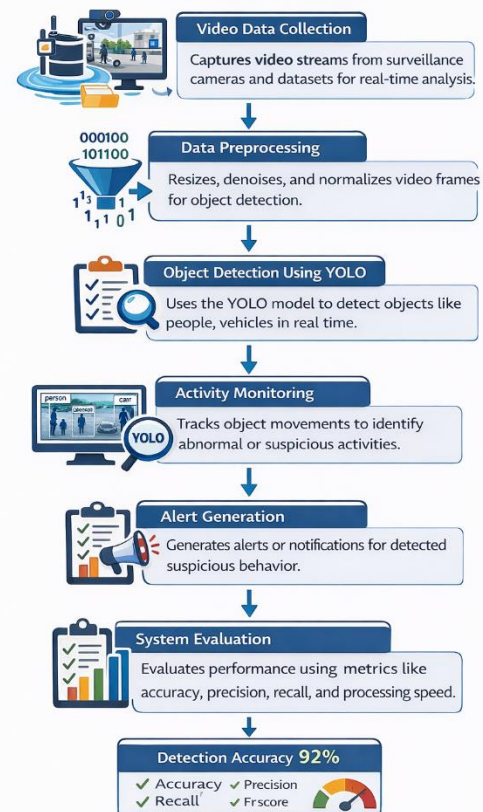 Video Data Collection
Captures video streams from surveillance
cameras and datasets for real-time analysis.
000100
101100
Data Preprocessing
Resizes, denoises, and normalizes video frames
for object detection.
Object Detection Using YOLO
Uses the YOLO model to detect objects like
people, vehicles in real time.
person
carr
YOLO
Activity Monitoring
Tracks object movements to identify
abnormal or suspicious activities.
Alert Generation
Generates alerts or notifications for detected
suspicious behavior.
System Evaluation
Evaluates performance using metrics like
accuracy, precision, recall, and processing speed.
Detection Accuracy 92%
Accuracy
Precision
Recall
Frscore